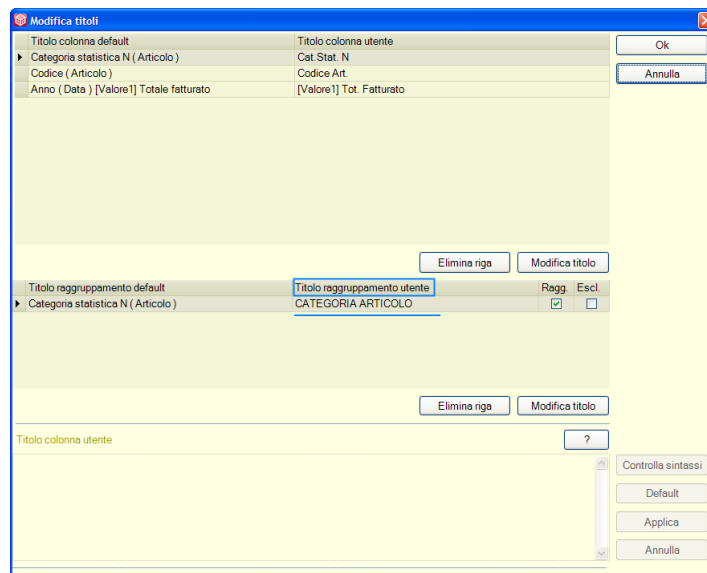 Modifica titoli
Titolo colonna default Titolo colonna utente
Ok
Categoria statistica N ( Articolo ) Cat.Stat. N
Codice ( Articolo ) Codice Art.
Annulla
Anno ( Data ) [Valore1] Totale fatturato [Valore1] Tot. Fatturato
Elimina riga Modifica titolo
Titolo raggruppamento default Titolo raggruppamento utente Ragg. Escl.
Categoria statistica N ( Articolo ) CATEGORIA ARTICOLO
Elimina riga Modifica titolo
Titolo colonna utente ?
Controlla sintassi
Default
Applica
Annulla